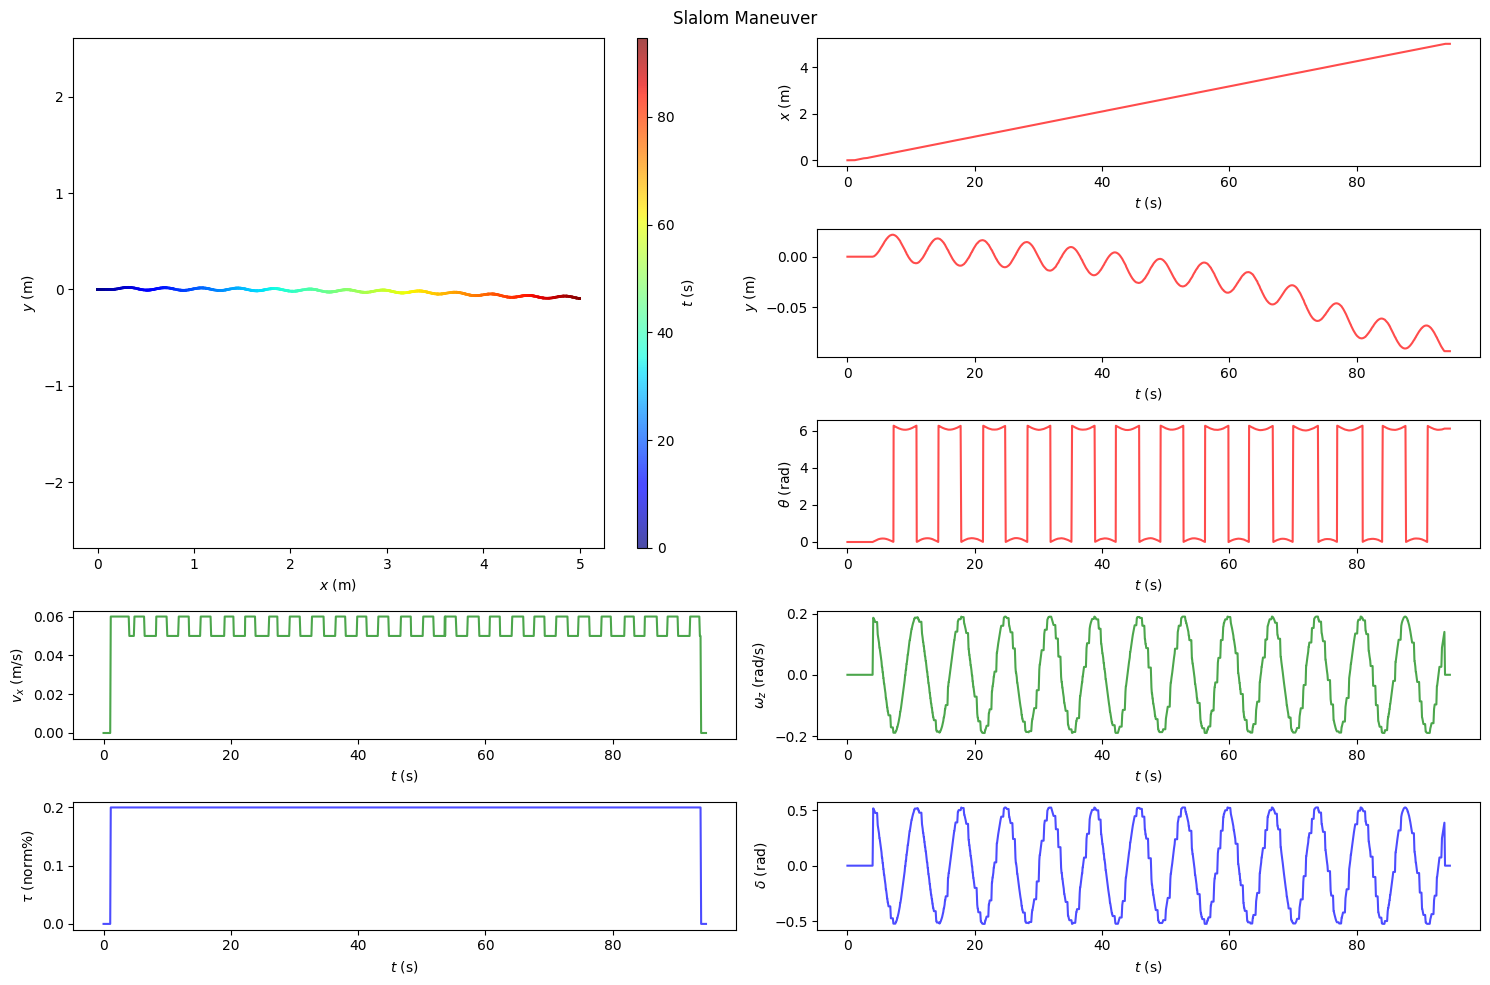 Slalom Maneuver
2
1
0
−1
−2
y (m)
0 1 2 3 4 5
x (m)
80
60
40
20
0
t (s)
4
2
0
x (m)
0 20 40 60 80
t (s)
0.00
−0.05
y (m)
0 20 40 60 80
t (s)
6
4
2
0
θ (rad)
0 20 40 60 80
t (s)
0.06
0.04
0.02
0.00
vₓ (m/s)
0 20 40 60 80
t (s)
0.2
0.0
−0.2
ω_z (rad/s)
0 20 40 60 80
t (s)
0.2
0.1
0.0
τ (norm%)
0 20 40 60 80
t (s)
0.5
0.0
−0.5
δ (rad)
0 20 40 60 80
t (s)